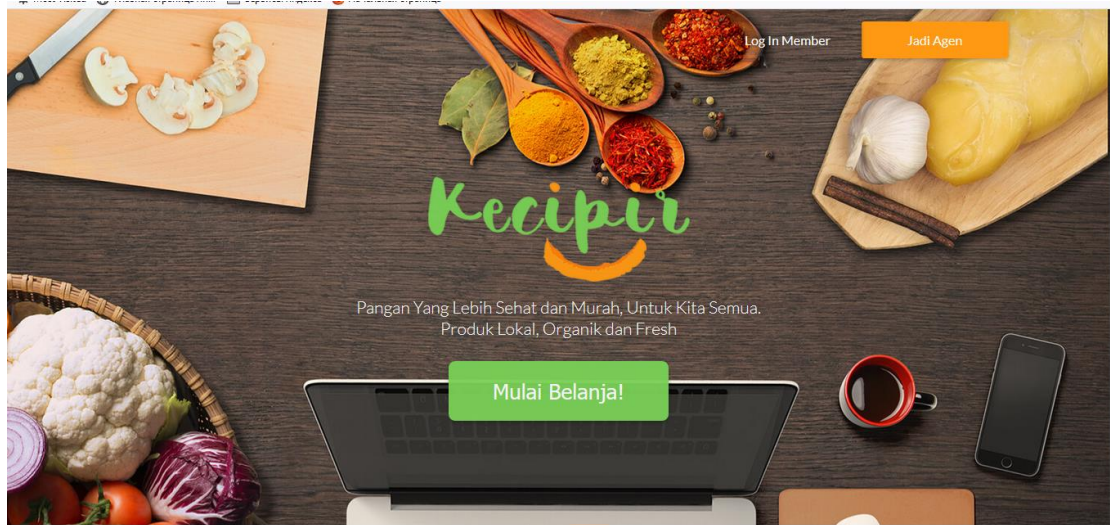 Log In Member
Jadi Agen
Kecipir
Pangan Yang Lebih Sehat dan Murah, Untuk Kita Semua.
Produk Lokal, Organik dan Fresh
Mulai Belanja!